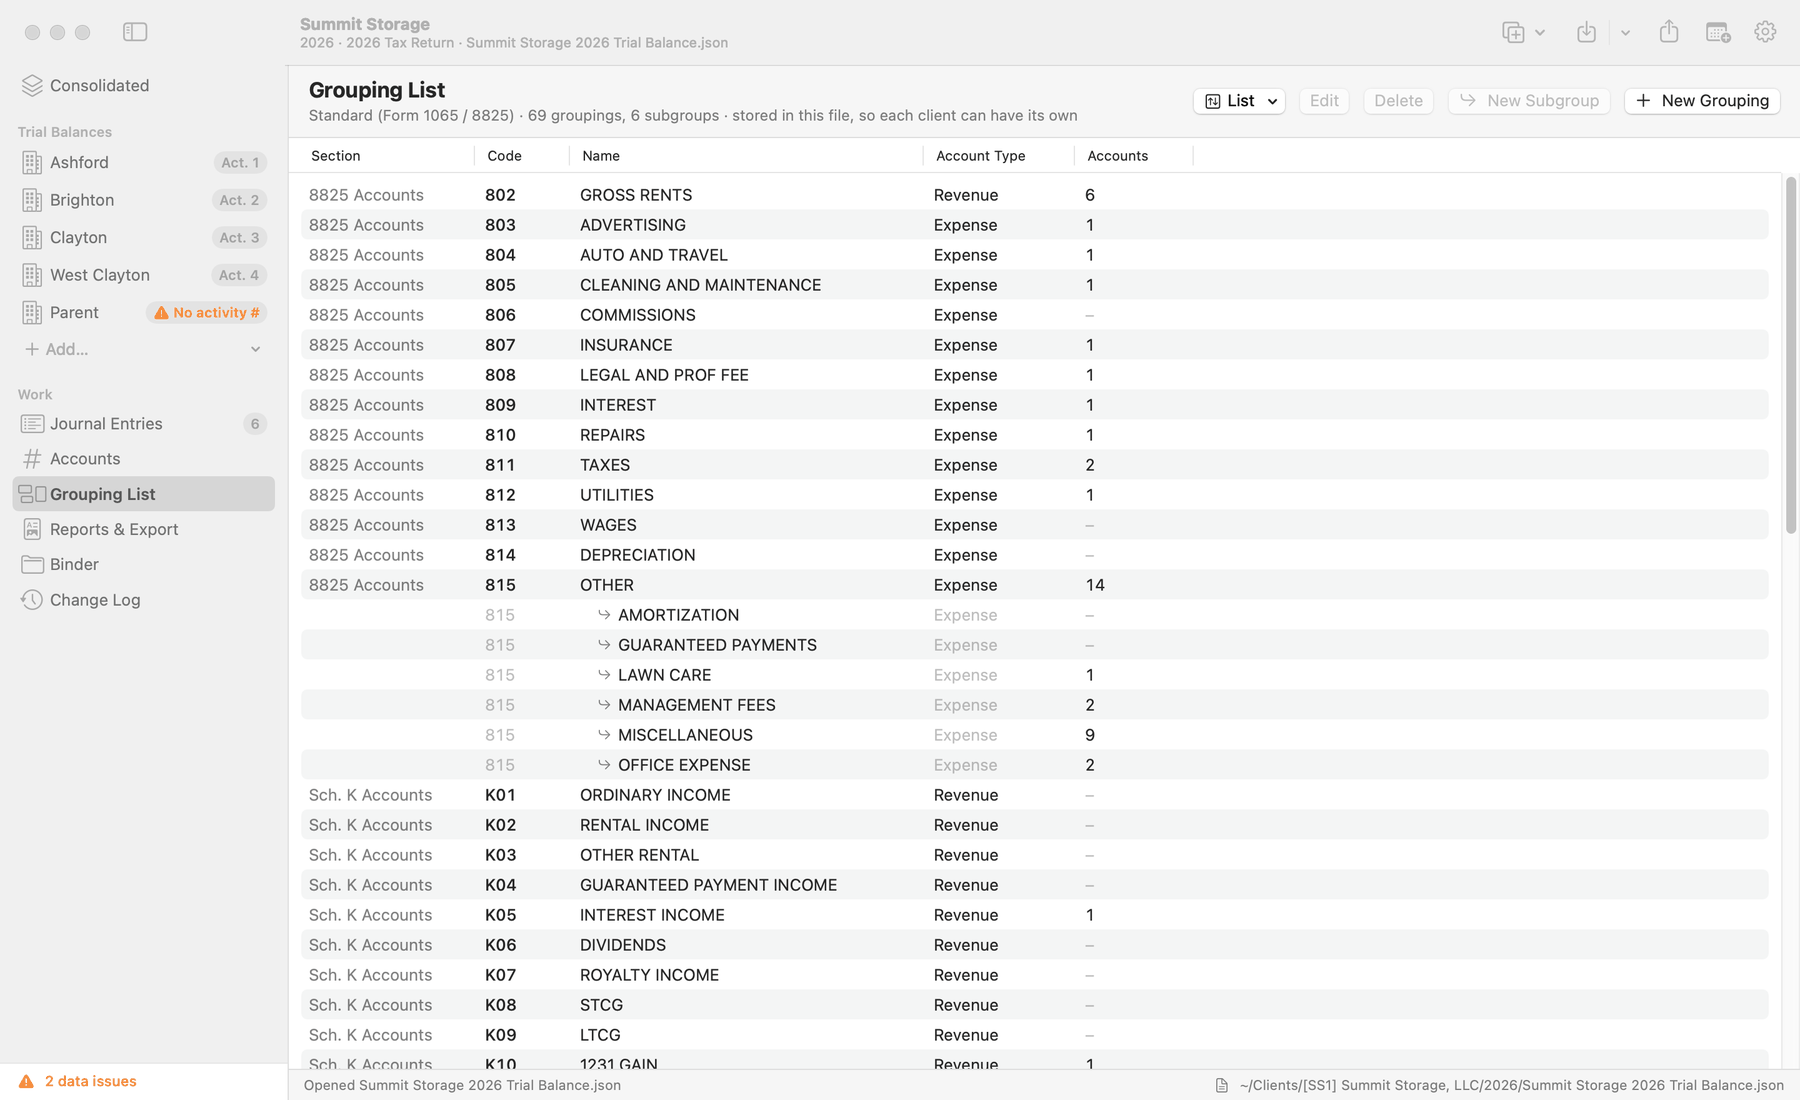 Summit Storage
2026 · 2026 Tax Return · Summit Storage 2026 Trial Balance.json
Consolidated
Trial Balances
Ashford Act. 1
Brighton Act. 2
Clayton Act. 3
West Clayton Act. 4
Parent No activity #
Add...
Work
Journal Entries 6
Accounts
Grouping List
Reports & Export
Binder
Change Log
2 data issues
Grouping List
Standard (Form 1065 / 8825) · 69 groupings, 6 subgroups · stored in this file, so each client can have its own
List Edit Delete New Subgroup New Grouping
Section Code Name Account Type Accounts
8825 Accounts 802 GROSS RENTS Revenue 6
8825 Accounts 803 ADVERTISING Expense 1
8825 Accounts 804 AUTO AND TRAVEL Expense 1
8825 Accounts 805 CLEANING AND MAINTENANCE Expense 1
8825 Accounts 806 COMMISSIONS Expense –
8825 Accounts 807 INSURANCE Expense 1
8825 Accounts 808 LEGAL AND PROF FEE Expense 1
8825 Accounts 809 INTEREST Expense 1
8825 Accounts 810 REPAIRS Expense 1
8825 Accounts 811 TAXES Expense 2
8825 Accounts 812 UTILITIES Expense 1
8825 Accounts 813 WAGES Expense –
8825 Accounts 814 DEPRECIATION Expense –
8825 Accounts 815 OTHER Expense 14
815 AMORTIZATION Expense –
815 GUARANTEED PAYMENTS Expense –
815 LAWN CARE Expense 1
815 MANAGEMENT FEES Expense 2
815 MISCELLANEOUS Expense 9
815 OFFICE EXPENSE Expense 2
Sch. K Accounts K01 ORDINARY INCOME Revenue –
Sch. K Accounts K02 RENTAL INCOME Revenue –
Sch. K Accounts K03 OTHER RENTAL Revenue –
Sch. K Accounts K04 GUARANTEED PAYMENT INCOME Revenue –
Sch. K Accounts K05 INTEREST INCOME Revenue 1
Sch. K Accounts K06 DIVIDENDS Revenue –
Sch. K Accounts K07 ROYALTY INCOME Revenue –
Sch. K Accounts K08 STCG Revenue –
Sch. K Accounts K09 LTCG Revenue –
Sch. K Accounts K10 1231 GAIN Revenue 1
Opened Summit Storage 2026 Trial Balance.json
~/Clients/[SS1] Summit Storage, LLC/2026/Summit Storage 2026 Trial Balance.json